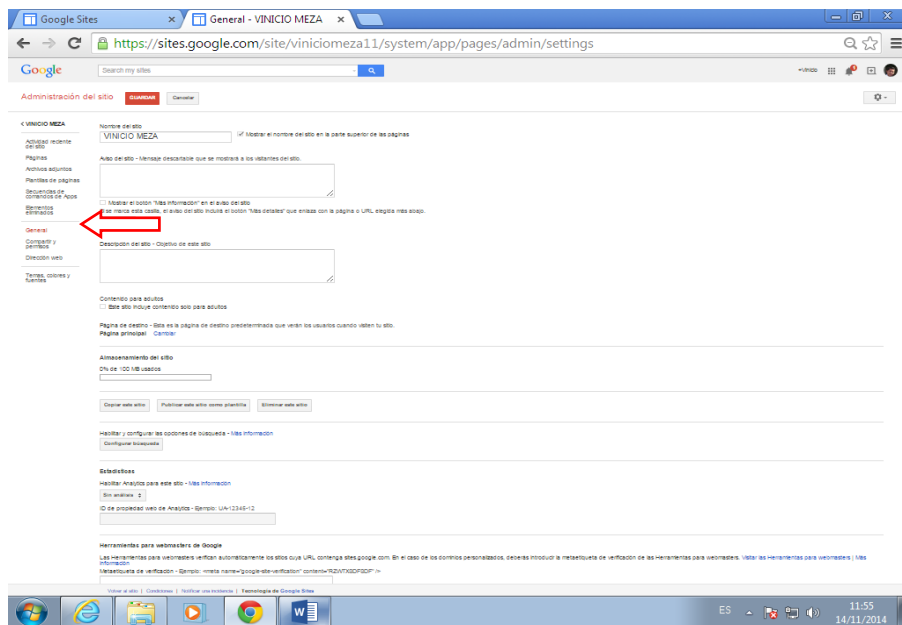 Google Sites
General - VINICIO MEZA
https://sites.google.com/site/viniciomeza11/system/app/pages/admin/settings
Google
Search my sites
+Vinicio
Administración del sitio
GUARDAR
Cancelar
< VINICIO MEZA
Actividad reciente
del sitio
Páginas
Archivos adjuntos
Plantillas de páginas
Secuencias de
comandos de Apps
Elementos
eliminados
General
Compartir y
permisos
Dirección web
Temas, colores y
fuentes
Nombre del sitio
VINICIO MEZA
Mostrar el nombre del sitio en la parte superior de las páginas
Aviso del sitio - Mensaje descartable que se mostrará a los visitantes del sitio.
Mostrar el botón "Más información" en el aviso del sitio
Si se marca esta casilla, el aviso del sitio incluirá el botón "Más detalles" que enlaza con la página o URL elegida más abajo.
Descripción del sitio - Objetivo de este sitio
Contenido para adultos
Este sitio incluye contenido solo para adultos
Página de destino - Esta es la página de destino predeterminada que verán los usuarios cuando visiten tu sitio.
Página principal Cambiar
Almacenamiento del sitio
0% de 100 MB usados
Copiar este sitio
Publicar este sitio como plantilla
Eliminar este sitio
Habilitar y configurar las opciones de búsqueda - Más información
Configurar búsqueda
Estadísticas
Habilitar Analytics para este sitio - Más información
Sin análisis
ID de propiedad web de Analytics - Ejemplo: UA-12345-12
Herramientas para webmasters de Google
Las Herramientas para webmasters verifican automáticamente los sitios cuya URL contenga sites.google.com. En el caso de los dominios personalizados, deberás introducir la metaetiqueta de verificación de las Herramientas para webmasters. Visitar las Herramientas para webmasters | Más
información
Metaetiqueta de verificación - Ejemplo: <meta name="google-site-verification" content="RZWTXSDFSDF" />
Volver al sitio | Condiciones | Notificar una incidencia | Tecnología de Google Sites
ES
11:55
14/11/2014